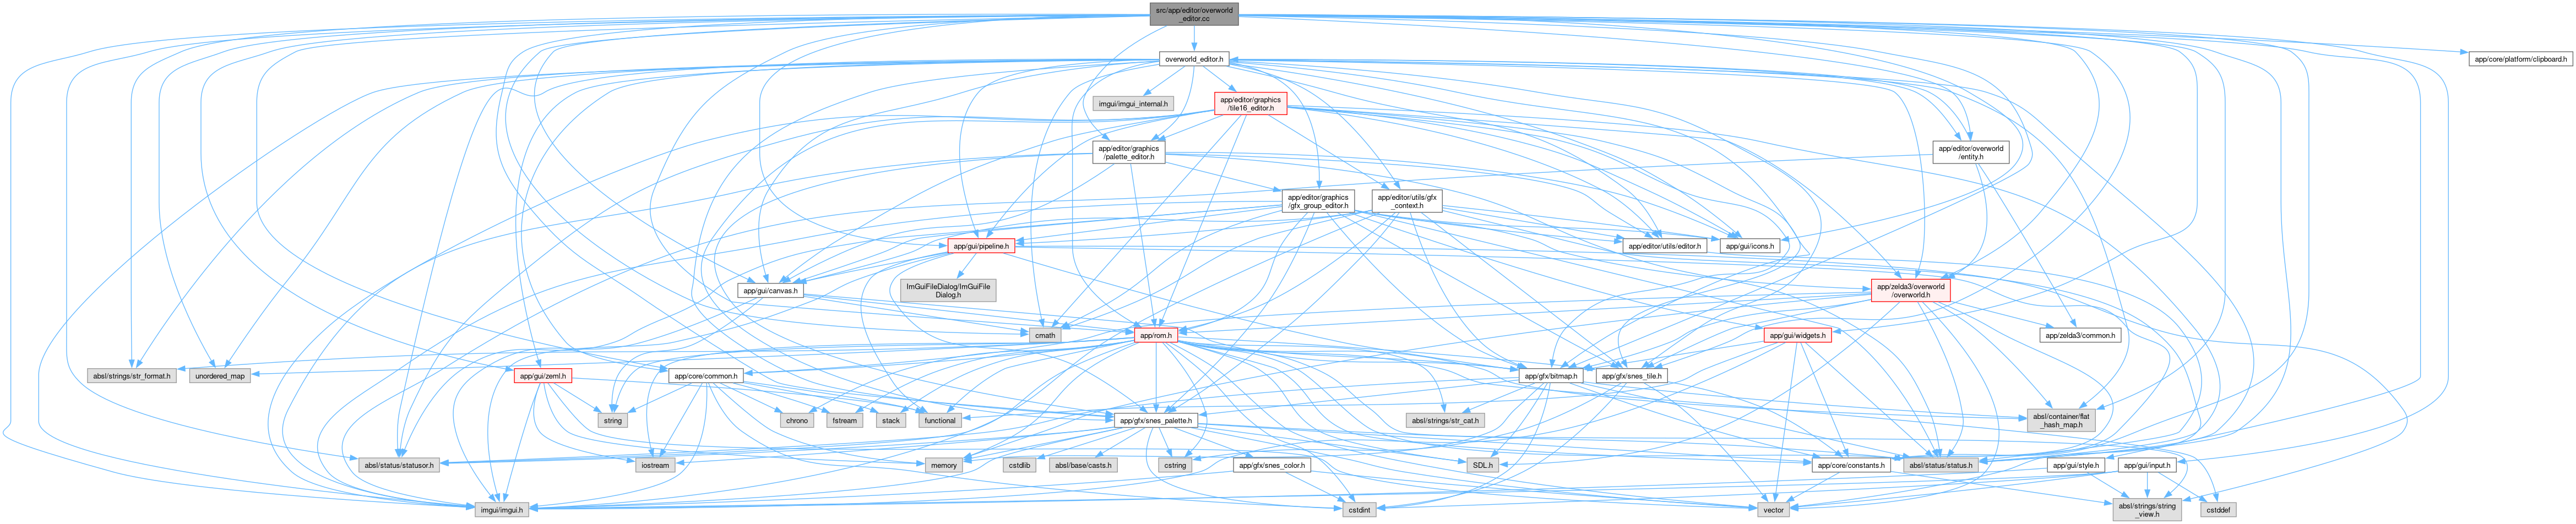 src/app/editor/overworld
_editor.cc
overworld_editor.h
app/core/platform/clipboard.h
imgui/imgui_internal.h
app/editor/graphics
/tile16_editor.h
app/editor/graphics
/palette_editor.h
app/editor/overworld
/entity.h
app/editor/graphics
/gfx_group_editor.h
app/editor/utils/gfx
_context.h
app/gui/pipeline.h
app/editor/utils/editor.h
app/gui/icons.h
ImGuiFileDialog/ImGuiFile
Dialog.h
app/gui/canvas.h
app/zelda3/overworld
/overworld.h
cmath
app/rom.h
app/gui/widgets.h
app/zelda3/common.h
absl/strings/str_format.h
unordered_map
app/gui/zeml.h
app/core/common.h
app/gfx/bitmap.h
app/gfx/snes_tile.h
string
chrono
fstream
stack
functional
app/gfx/snes_palette.h
absl/strings/str_cat.h
absl/container/flat
_hash_map.h
absl/status/statusor.h
iostream
memory
cstdlib
absl/base/casts.h
cstring
app/gfx/snes_color.h
SDL.h
app/core/constants.h
absl/status/status.h
app/gui/style.h
app/gui/input.h
imgui/imgui.h
cstdint
vector
absl/strings/string
_view.h
cstddef